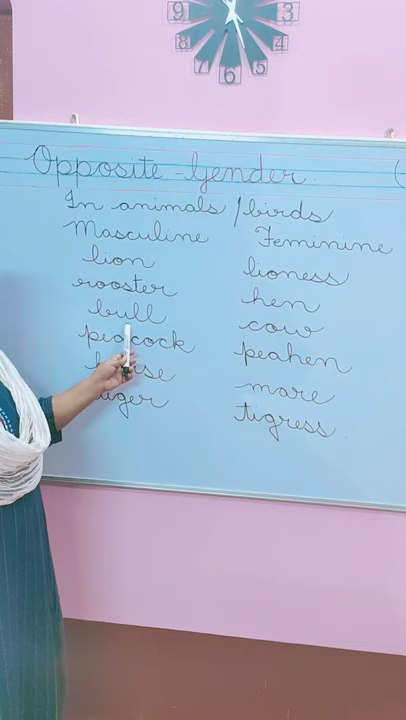 9 3
8 4
7 6 5
Opposite Gender.
In animals / birds
Masculine Feminine
lion lioness
rooster hen
bull cow
peacock peahen
mare
tigress